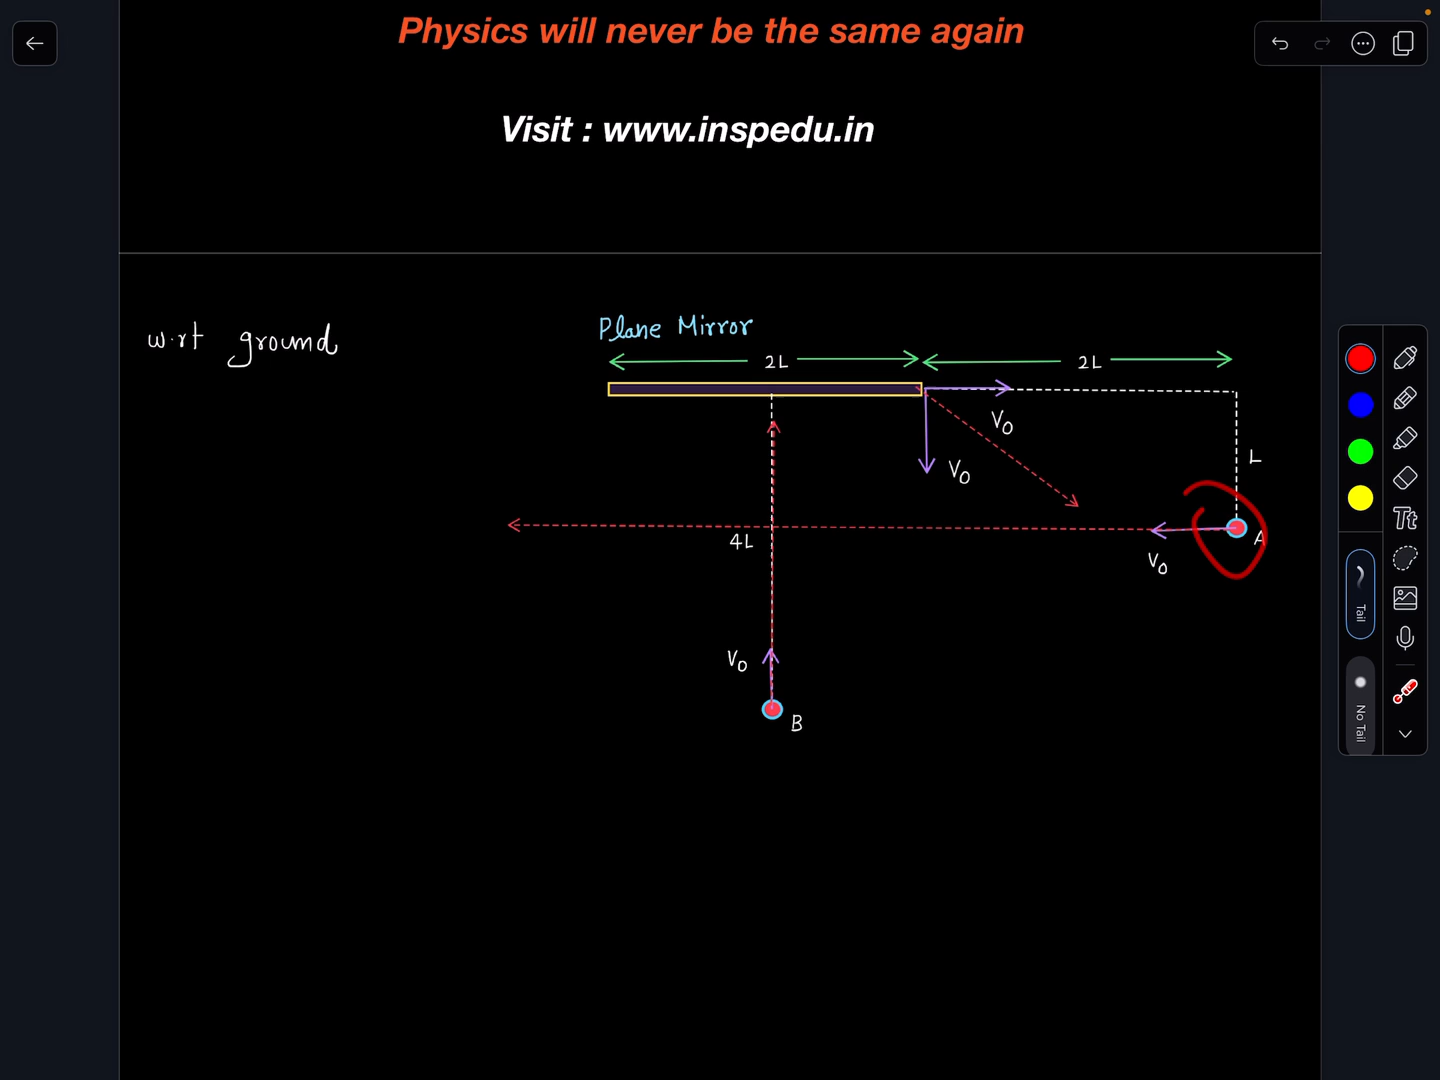 Physics will never be the same again
Visit : www.inspedu.in
w.r.t ground
Plane Mirror
2L
2L
V0
V0
L
A
V0
4L
V0
B
Tt
Tail
No Tail